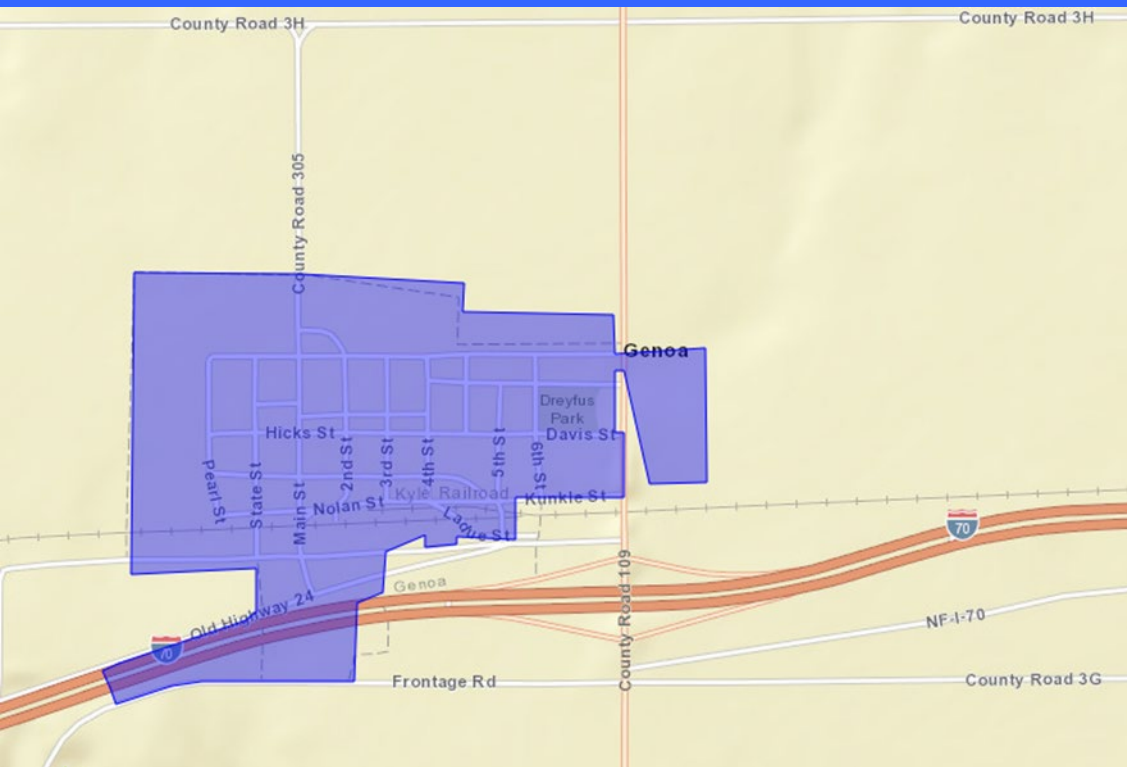 County Road 3H
County Road 3H
County Road 305
Genoa
Dreyfus
Park
Davis St
Hicks St
Pearl St
State St
Main St
2nd St
3rd St
4th St
5th St
6th St
Kyle Railroad
Kunkle St
Nolan St
Laque St
70
Genoa
County Road 109
Old Highway 24
NF-I-70
70
Frontage Rd
County Road 3G